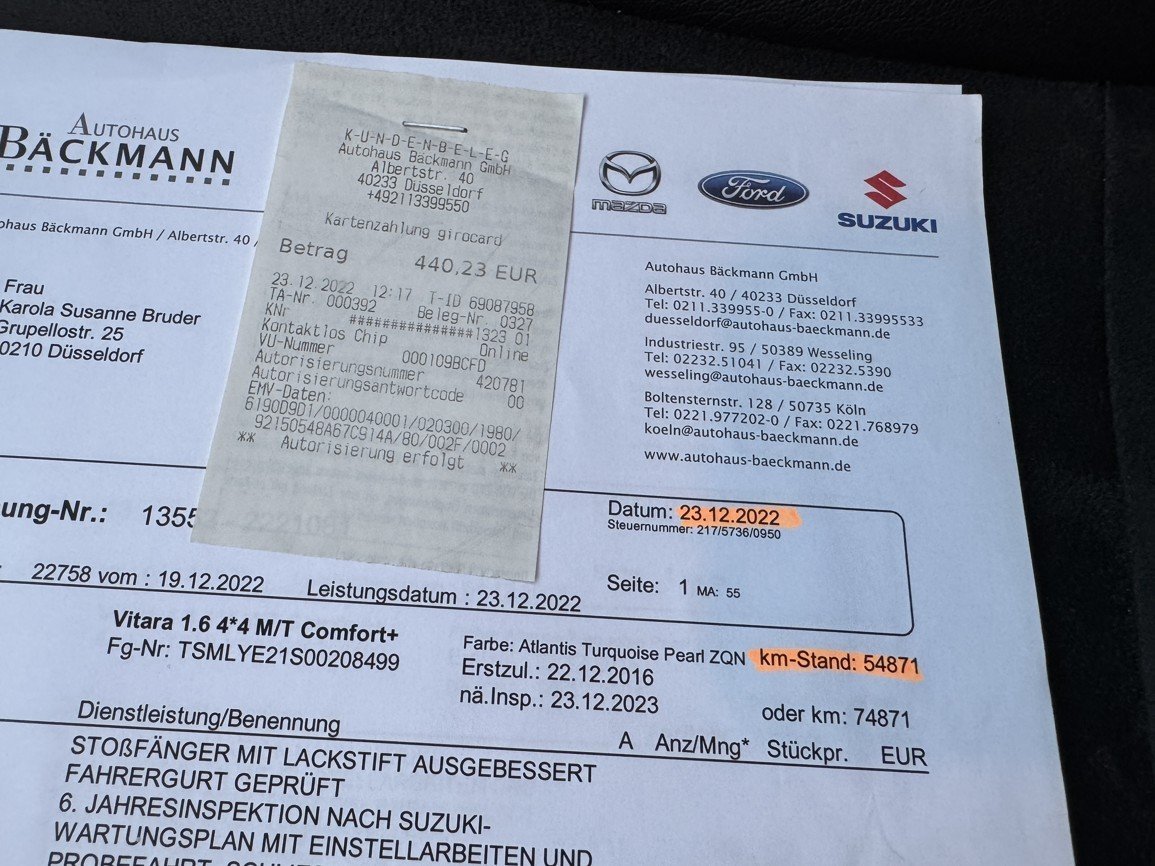 AUTOHAUS
BÄCKMANN
K-U-N-D-E-N-B-E-L-E-G
Autohaus Bäckmann GmbH
Albertstr. 40
40233 Düsseldorf
+492113399550
Kartenzahlung girocard
Betrag 440,23 EUR
23.12.2022 12:17 T-ID 69087958
TA-Nr. 000392 Beleg-Nr. 0327
KNr ###############1323 01
Kontaktlos Chip Online
VU-Nummer 000109BCFD
Autorisierungsnummer 420781
Autorisierungsantwortcode 00
EMV-Daten:
6190D9D1/0000040001/020300/1980/
92150548A67C914A/80/002F/0002
** Autorisierung erfolgt **
mazda
Ford
SUZUKI
ohaus Bäckmann GmbH / Albertstr. 40 /
Frau
Karola Susanne Bruder
Grupellostr. 25
0210 Düsseldorf
Autohaus Bäckmann GmbH
Albertstr. 40 / 40233 Düsseldorf
Tel: 0211.339955-0 / Fax: 0211.33995533
duesseldorf@autohaus-baeckmann.de
Industriestr. 95 / 50389 Wesseling
Tel: 02232.51041 / Fax: 02232.5390
wesseling@autohaus-baeckmann.de
Boltensternstr. 128 / 50735 Köln
Tel: 0221.977202-0 / Fax: 0221.768979
koeln@autohaus-baeckmann.de
www.autohaus-baeckmann.de
ung-Nr.: 1355
Datum: 23.12.2022
Steuernummer: 217/5736/0950
22758 vom : 19.12.2022 Leistungsdatum : 23.12.2022 Seite: 1 MA: 55
Vitara 1.6 4*4 M/T Comfort+
Fg-Nr: TSMLYE21S00208499
Farbe: Atlantis Turquoise Pearl ZQN km-Stand: 54871
Erstzul.: 22.12.2016
nä.Insp.: 23.12.2023 oder km: 74871
Dienstleistung/Benennung A Anz/Mng* Stückpr. EUR
STOßFÄNGER MIT LACKSTIFT AUSGEBESSERT
FAHRERGURT GEPRÜFT
6. JAHRESINSPEKTION NACH SUZUKI-
WARTUNGSPLAN MIT EINSTELLARBEITEN UND